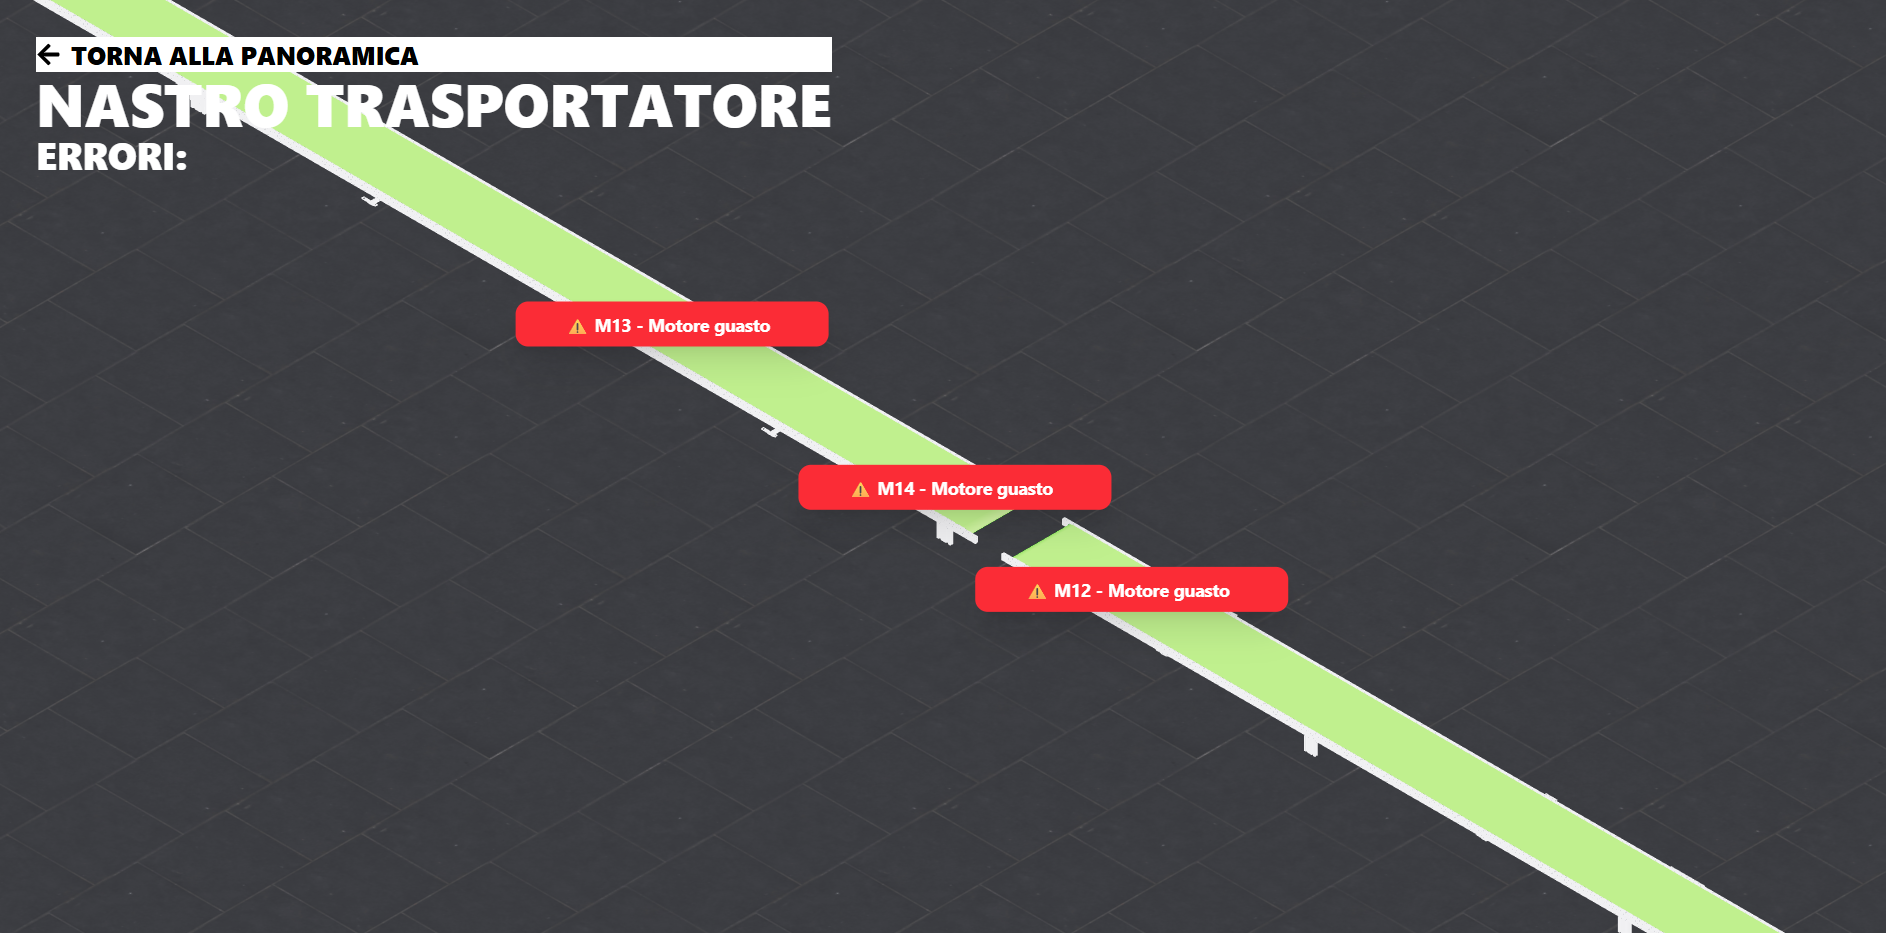 TORNA ALLA PANORAMICA
NASTRO TRASPORTATORE
ERRORI:
M13 - Motore guasto
M14 - Motore guasto
M12 - Motore guasto